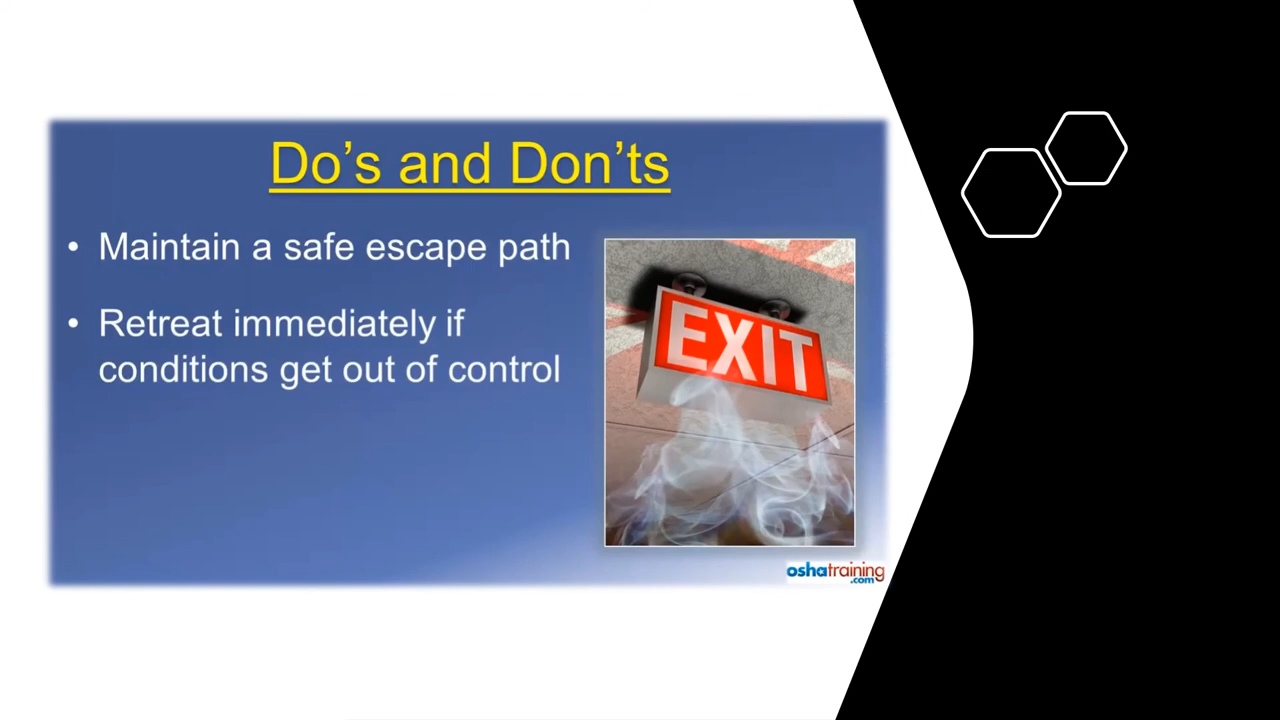 Do's and Don'ts
• Maintain a safe escape path
• Retreat immediately if
conditions get out of control
EXIT
oshatraining
.com